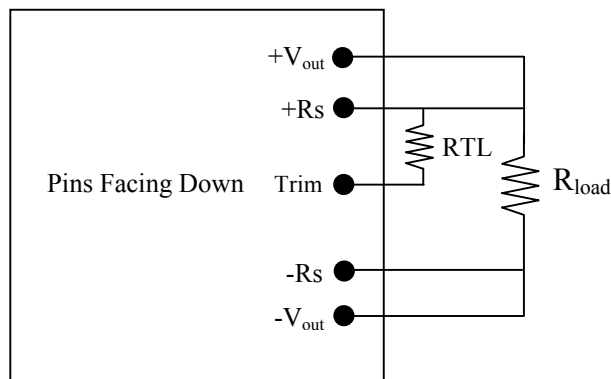 +Vout
+Rs
RTL
Pins Facing Down
Trim
Rload
-Rs
-Vout